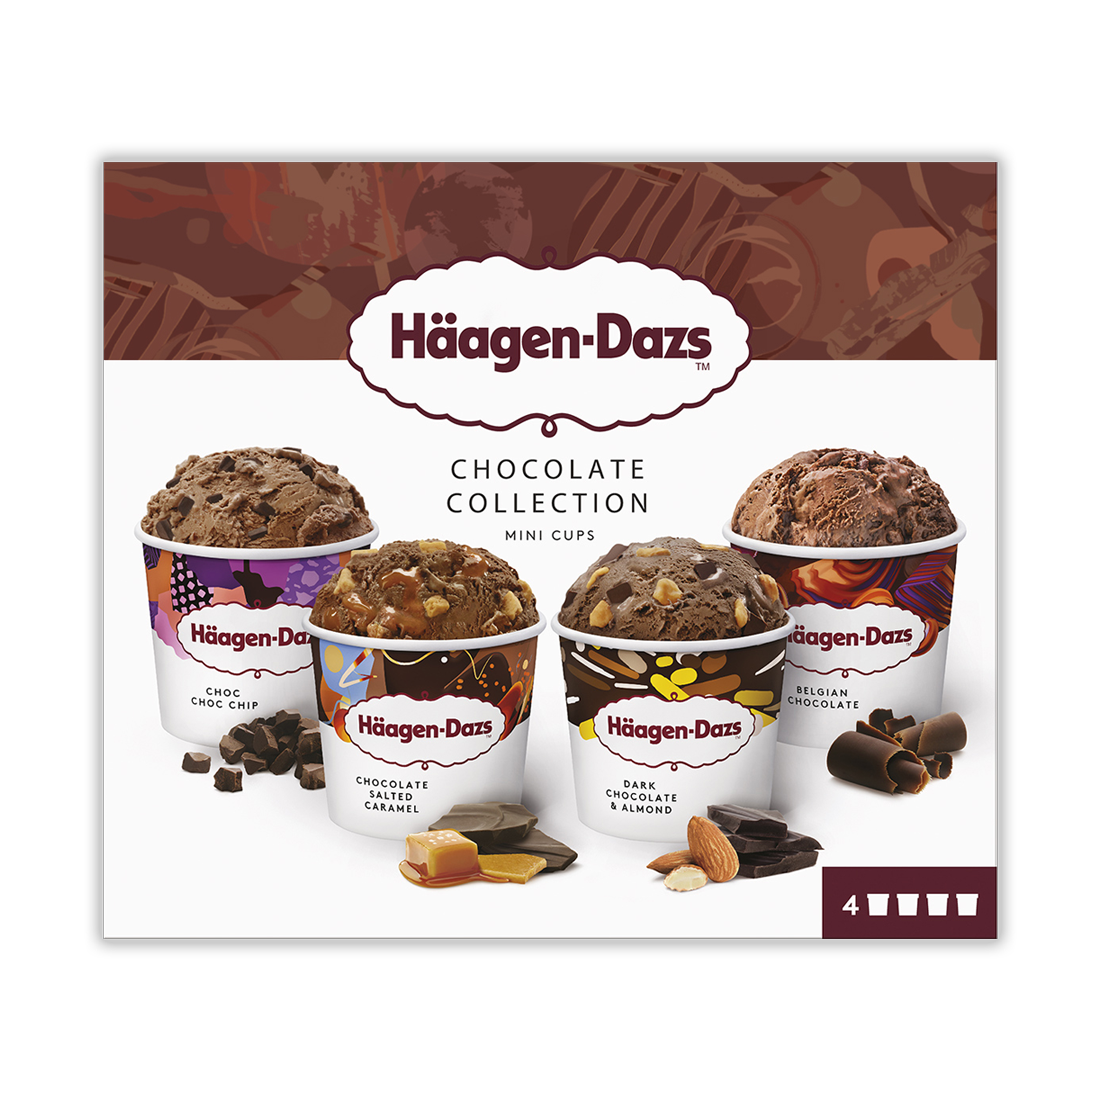 Häagen-Dazs
TM
CHOCOLATE
COLLECTION
MINI CUPS
Häagen-Da
CHOC
CHOC CHIP
Häagen-Dazs
CHOCOLATE
SALTED
CARAMEL
Häagen-Dazs
DARK
CHOCOLATE
& ALMOND
äagen-Dazs
BELGIAN
CHOCOLATE
4